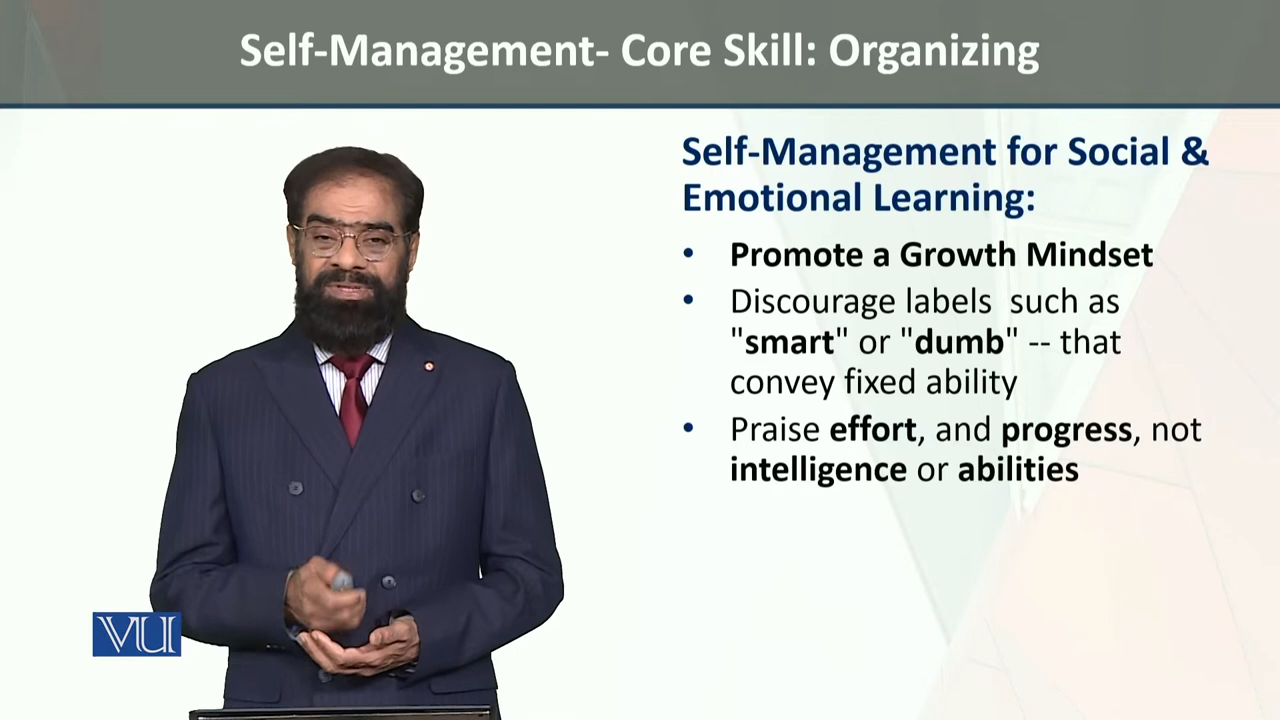 Self-Management- Core Skill: Organizing
Self-Management for Social &
Emotional Learning:
• Promote a Growth Mindset
• Discourage labels  such as
"smart" or "dumb" -- that
convey fixed ability
• Praise effort, and progress, not
intelligence or abilities
VU